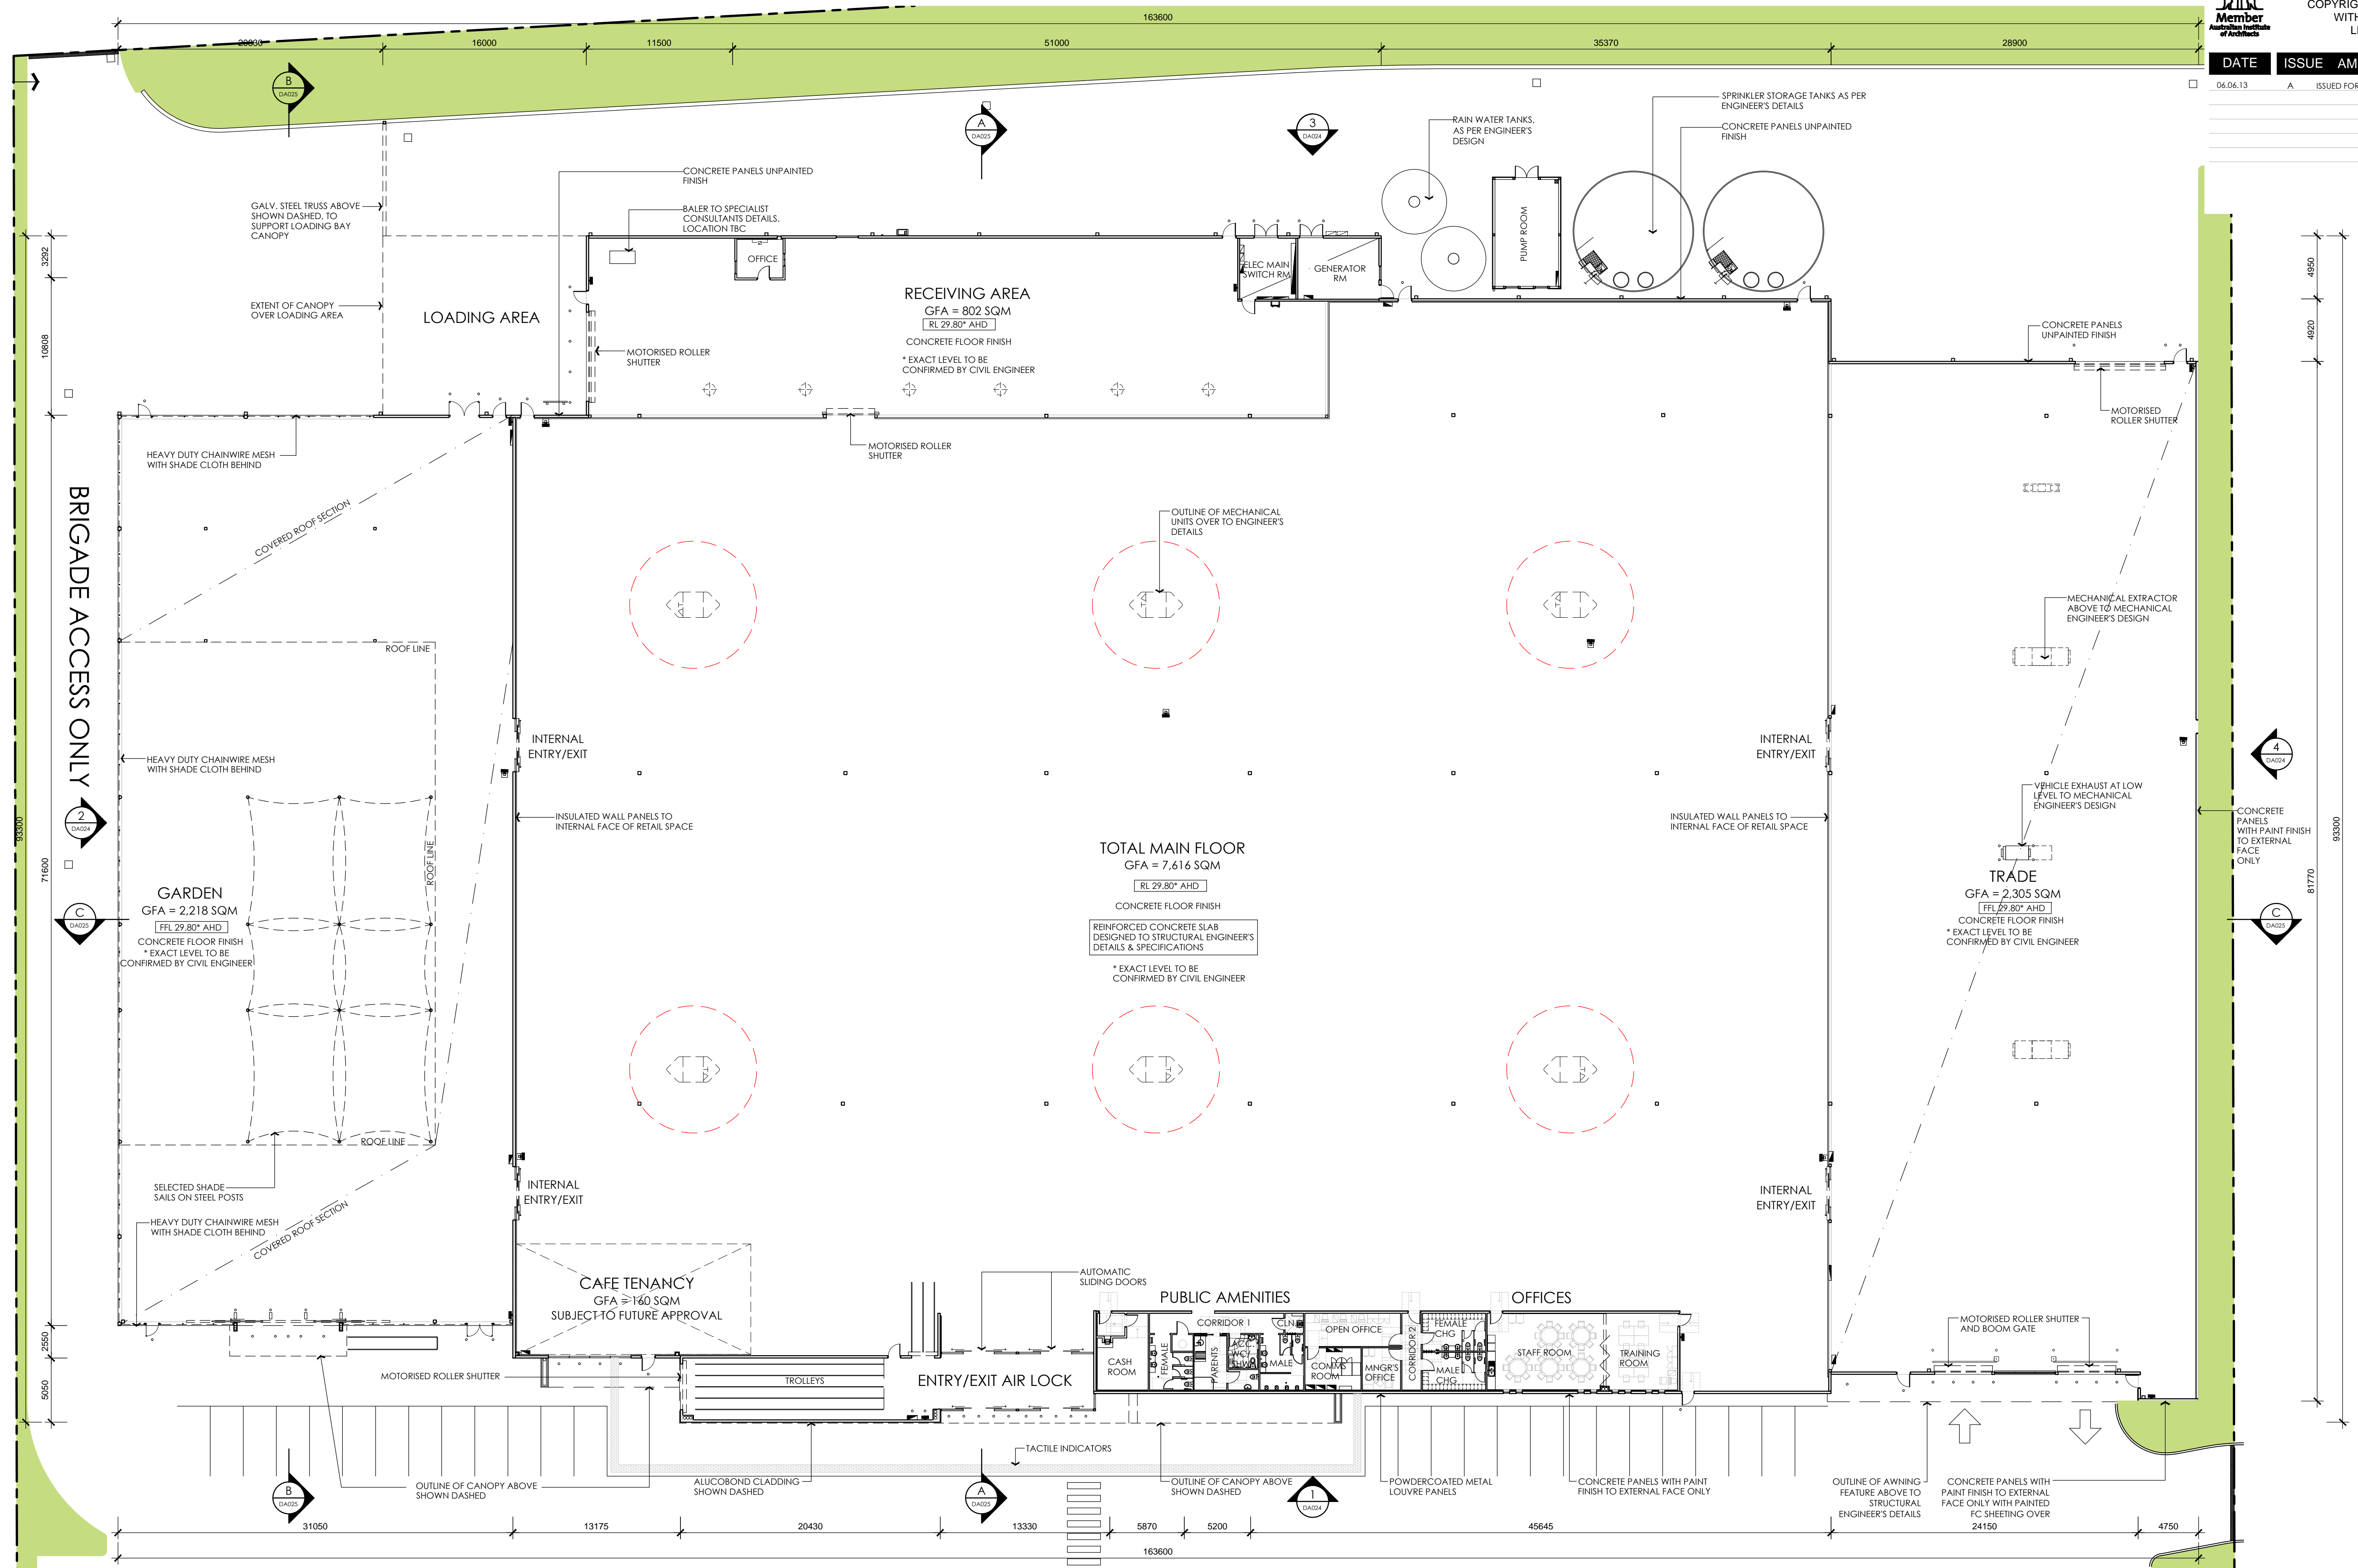 163600
20830
16000
11500
51000
35370
28900
Member
Australian Institute
of Architects
COPYRIG
WITH
DATE
ISSUE
AM
06.06.13
A
ISSUED FOR
B
DA025
A
DA025
3
DA024
RAIN WATER TANKS,
AS PER ENGINEER'S
DESIGN
SPRINKLER STORAGE TANKS AS PER
ENGINEER'S DETAILS
CONCRETE PANELS UNPAINTED
FINISH
CONCRETE PANELS UNPAINTED
FINISH
BALER TO SPECIALIST
CONSULTANTS DETAILS.
LOCATION TBC
GALV. STEEL TRUSS ABOVE
SHOWN DASHED, TO
SUPPORT LOADING BAY
CANOPY
EXTENT OF CANOPY
OVER LOADING AREA
LOADING AREA
OFFICE
RECEIVING AREA
GFA = 802 SQM
RL 29.80* AHD
CONCRETE FLOOR FINISH
* EXACT LEVEL TO BE
CONFIRMED BY CIVIL ENGINEER
ELEC MAIN
SWITCH RM
GENERATOR
RM
PUMP ROOM
MOTORISED ROLLER
SHUTTER
MOTORISED ROLLER
SHUTTER
CONCRETE PANELS
UNPAINTED FINISH
MOTORISED
ROLLER SHUTTER
32922
10808
71600
2550
5050
93300
4950
4920
81770
93300
HEAVY DUTY CHAINWIRE MESH
WITH SHADE CLOTH BEHIND
COVERED ROOF SECTION
BRIGADE ACCESS ONLY
ROOF LINE
OUTLINE OF MECHANICAL
UNITS OVER TO ENGINEER'S
DETAILS
MECHANICAL EXTRACTOR
ABOVE TO MECHANICAL
ENGINEER'S DESIGN
INTERNAL
ENTRY/EXIT
INTERNAL
ENTRY/EXIT
4
DA024
HEAVY DUTY CHAINWIRE MESH
WITH SHADE CLOTH BEHIND
2
DA024
INSULATED WALL PANELS TO
INTERNAL FACE OF RETAIL SPACE
INSULATED WALL PANELS TO
INTERNAL FACE OF RETAIL SPACE
VEHICLE EXHAUST AT LOW
LEVEL TO MECHANICAL
ENGINEER'S DESIGN
CONCRETE
PANELS
WITH PAINT FINISH
TO EXTERNAL
FACE
ONLY
ROOF LINE
GARDEN
GFA = 2,218 SQM
FFL 29.80* AHD
CONCRETE FLOOR FINISH
* EXACT LEVEL TO BE
CONFIRMED BY CIVIL ENGINEER
C
DA025
TOTAL MAIN FLOOR
GFA = 7,616 SQM
RL 29.80* AHD
CONCRETE FLOOR FINISH
REINFORCED CONCRETE SLAB
DESIGNED TO STRUCTURAL ENGINEER'S
DETAILS & SPECIFICATIONS
* EXACT LEVEL TO BE
CONFIRMED BY CIVIL ENGINEER
TRADE
GFA = 2,305 SQM
FFL 29.80* AHD
CONCRETE FLOOR FINISH
* EXACT LEVEL TO BE
CONFIRMED BY CIVIL ENGINEER
C
DA025
ROOF LINE
SELECTED SHADE
SAILS ON STEEL POSTS
HEAVY DUTY CHAINWIRE MESH
WITH SHADE CLOTH BEHIND
COVERED ROOF SECTION
INTERNAL
ENTRY/EXIT
INTERNAL
ENTRY/EXIT
CAFE TENANCY
GFA = 160 SQM
SUBJECT TO FUTURE APPROVAL
AUTOMATIC
SLIDING DOORS
PUBLIC AMENITIES
OFFICES
CASH
ROOM
FEMALE
CORRIDOR 1
PARENTS
ACC.
WC/
SHWR
CLN.
MALE
OPEN OFFICE
COMMS
ROOM
MNGR'S
OFFICE
CORRIDOR 2
FEMALE
CHG
MALE
CHG
STAFF ROOM
TRAINING
ROOM
MOTORISED ROLLER SHUTTER
AND BOOM GATE
MOTORISED ROLLER SHUTTER
TROLLEYS
ENTRY/EXIT AIR LOCK
TACTILE INDICATORS
B
DA025
OUTLINE OF CANOPY ABOVE
SHOWN DASHED
ALUCOBOND CLADDING
SHOWN DASHED
A
DA025
OUTLINE OF CANOPY ABOVE
SHOWN DASHED
1
DA024
POWDERCOATED METAL
LOUVRE PANELS
CONCRETE PANELS WITH PAINT
FINISH TO EXTERNAL FACE ONLY
OUTLINE OF AWNING
FEATURE ABOVE TO
STRUCTURAL
ENGINEER'S DETAILS
CONCRETE PANELS WITH
PAINT FINISH TO EXTERNAL
FACE ONLY WITH PAINTED
FC SHEETING OVER
31050
13175
20430
13330
5870
5200
45645
24150
4750
163600